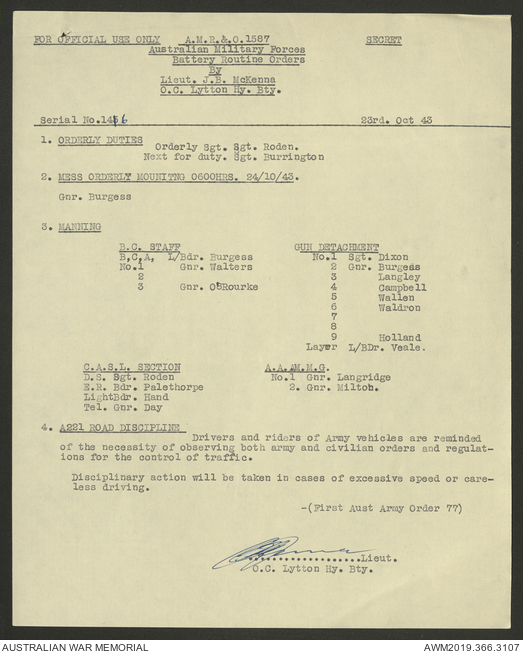 FOR OFFICIAL USE ONLY A.M.R.&.O.1587 SECRET
Australian Military Forces
Battery Routine Orders
By
Lieut. J.B. McKenna
O.C. Lytton Hy. Bty.
Serial No.1486 23rd. Oct 43
1. ORDERLY DUTIES
Orderly Sgt. Sgt. Roden.
Next for duty. Sgt. Burrington
2. MESS ORDERLY MOUNITNG 0600HRS. 24/10/43.
Gnr. Burgess
3. MANNING
B.C. STAFF
B,C,A, L/Bdr. Burgess
No.1 Gnr. Walters
2
3 Gnr. O'Rourke
GUN DETACHMENT
No.1 Sgt. Dixon
2 Gnr. Burgess
3 Langley
4 Campbell
5 Wallen
6 Waldron
7
8
9 Holland
Layer L/BDr. Veale.
C.A.S.L. SECTION
D.S. Sgt. Roden
E.R. Bdr. Palethorpe
LightBdr. Hand
Tel. Gnr. Day
A.A.M.M.G.
No.1 Gnr. Langridge
2. Gnr. Milton.
4. A221 ROAD DISCIPLINE
Drivers and riders of Army vehicles are reminded
of the necessity of observing both army and civilian orders and regulat-
ions for the control of traffic.
Disciplinary action will be taken in cases of excessive speed or care-
less driving.
-(First Aust Army Order 77)
....................Lieut.
O.C. Lytton Hy. Bty.
AUSTRALIAN WAR MEMORIAL AWM2019.366.3107